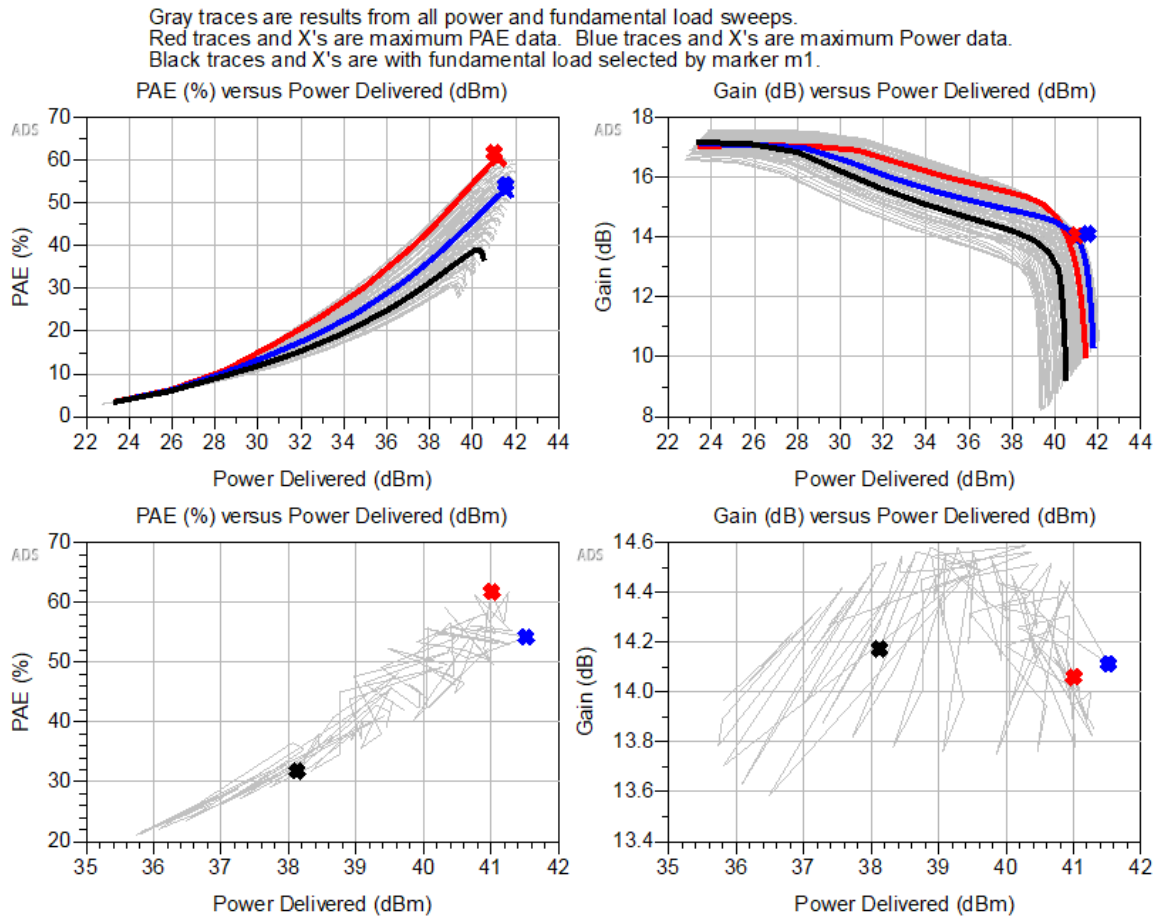 Gray traces are results from all power and fundamental load sweeps.
Red traces and X's are maximum PAE data.  Blue traces and X's are maximum Power data.
Black traces and X's are with fundamental load selected by marker m1.
PAE (%) versus Power Delivered (dBm)
ADS
70
60
50
40
30
20
10
0
PAE (%)
22 24 26 28 30 32 34 36 38 40 42 44
Power Delivered (dBm)
Gain (dB) versus Power Delivered (dBm)
ADS
18
16
14
12
10
8
Gain (dB)
22 24 26 28 30 32 34 36 38 40 42 44
Power Delivered (dBm)
PAE (%) versus Power Delivered (dBm)
ADS
70
60
50
40
30
20
PAE (%)
35 36 37 38 39 40 41 42
Power Delivered (dBm)
Gain (dB) versus Power Delivered (dBm)
ADS
14.6
14.4
14.2
14.0
13.8
13.6
13.4
Gain (dB)
35 36 37 38 39 40 41 42
Power Delivered (dBm)